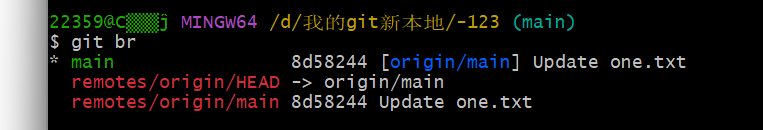 22359@C▒▒▒ĵ MINGW64 /d/我的git新本地/-123 (main)
$ git br
* main 8d58244 [origin/main] Update one.txt
remotes/origin/HEAD -> origin/main
remotes/origin/main 8d58244 Update one.txt